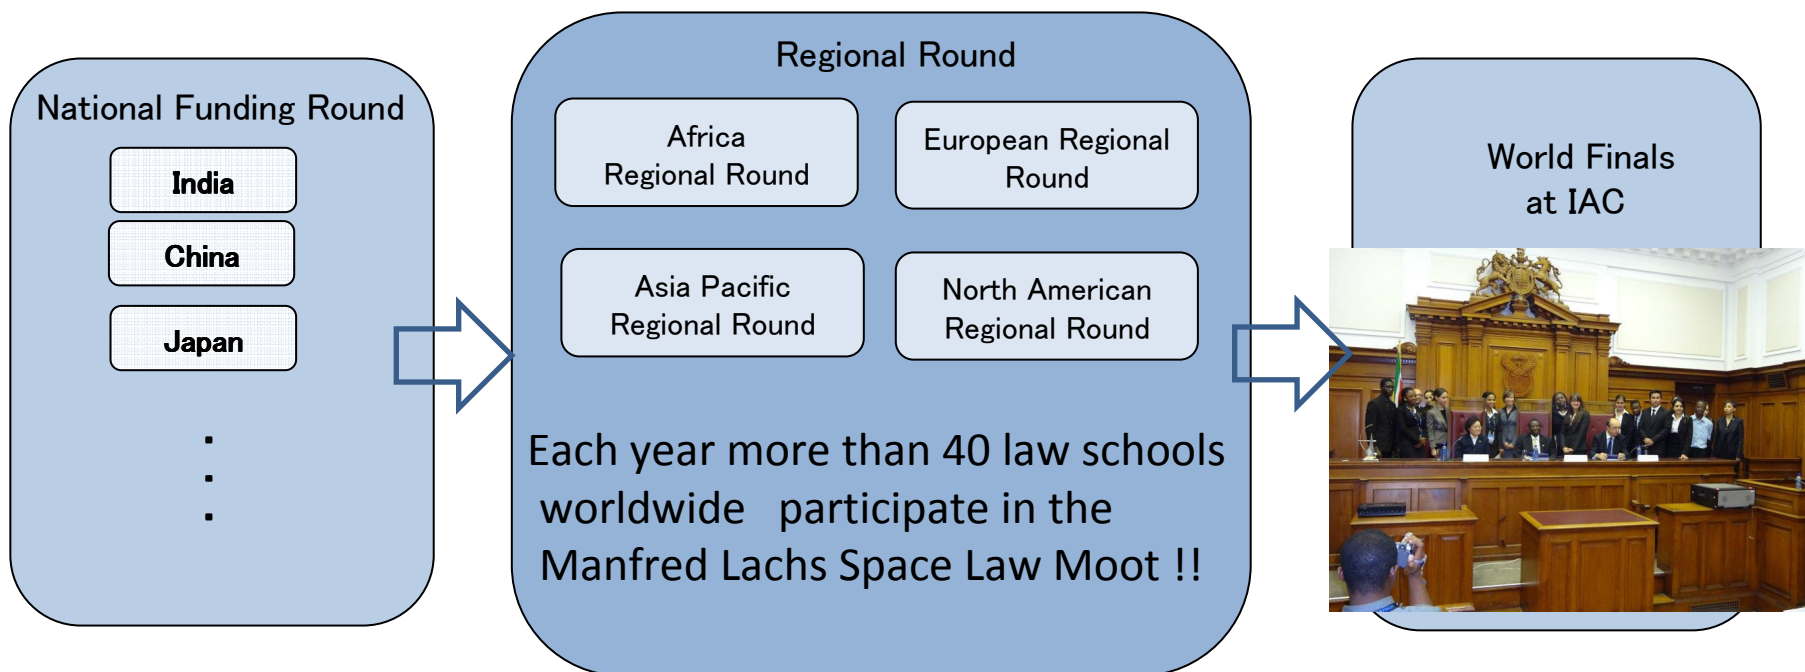 National Funding Round
India
China
Japan
.
.
.
Regional Round
Africa
Regional Round
European Regional
Round
Asia Pacific
Regional Round
North American
Regional Round
Each year more than 40 law schools
worldwide participate in the
Manfred Lachs Space Law Moot !!
World Finals
at IAC